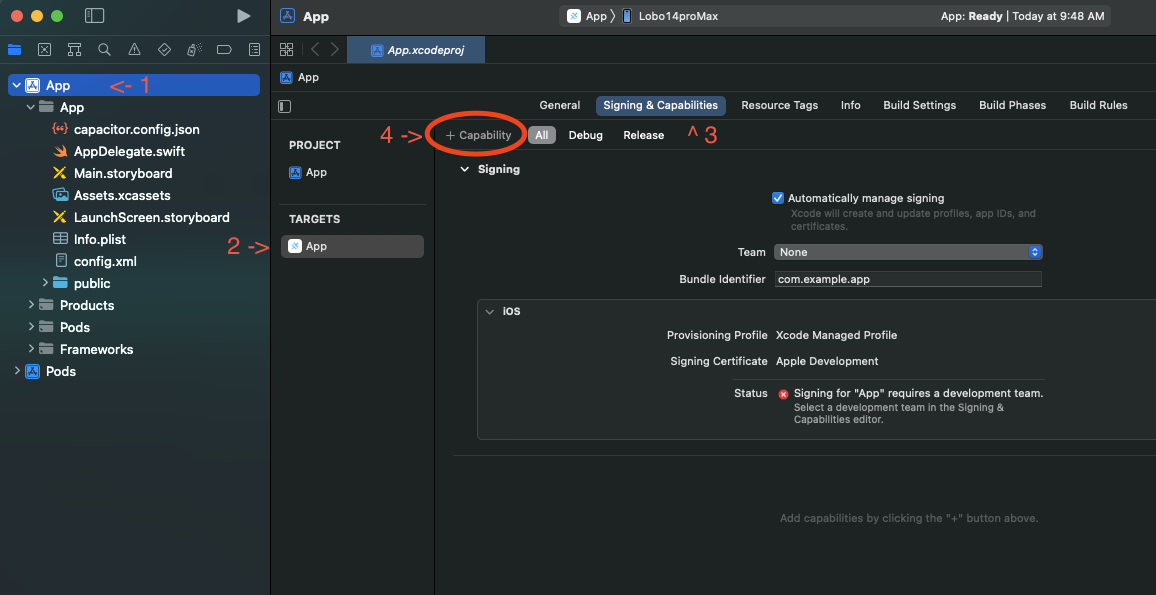 App
App 〉 Lobo14proMax
App: Ready | Today at 9:48 AM
App.xcodeproj
App
App
<- 1
App
capacitor.config.json
AppDelegate.swift
Main.storyboard
Assets.xcassets
LaunchScreen.storyboard
Info.plist
config.xml
public
Products
Pods
Frameworks
Pods
General
Signing & Capabilities
Resource Tags
Info
Build Settings
Build Phases
Build Rules
PROJECT
App
TARGETS
2 ->
App
4 ->
+ Capability
All
Debug
Release
^ 3
Signing
Automatically manage signing
Xcode will create and update profiles, app IDs, and
certificates.
Team None
Bundle Identifier com.example.app
iOS
Provisioning Profile Xcode Managed Profile
Signing Certificate Apple Development
Status Signing for "App" requires a development team.
Select a development team in the Signing &
Capabilities editor.
Add capabilities by clicking the "+" button above.